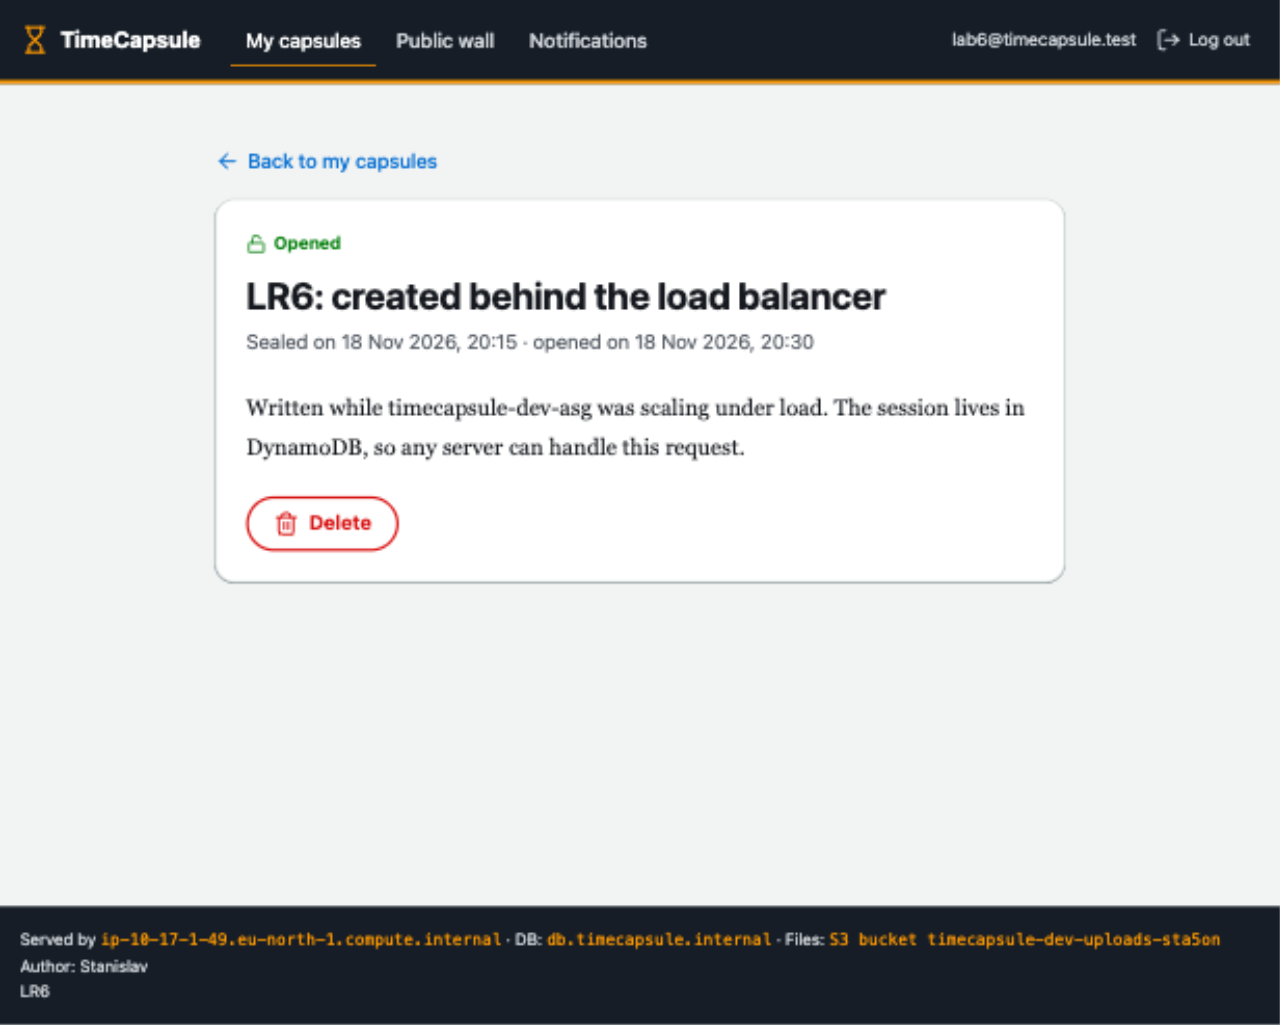 TimeCapsule My capsules Public wall Notifications lab6@timecapsule.test Log out
Back to my capsules
Opened
LR6: created behind the load balancer
Sealed on 18 Nov 2026, 20:15 · opened on 18 Nov 2026, 20:30
Written while timecapsule-dev-asg was scaling under load. The session lives in
DynamoDB, so any server can handle this request.
Delete
Served by ip-10-17-1-49.eu-north-1.compute.internal · DB: db.timecapsule.internal · Files: S3 bucket timecapsule-dev-uploads-sta5on
Author: Stanislav
LR6